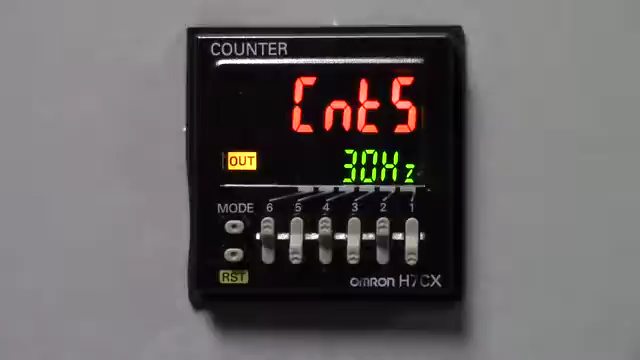 COUNTER
CntS
OUT
30Hz
MODE 6 5 4 3 2 1
RST
omron H7CX